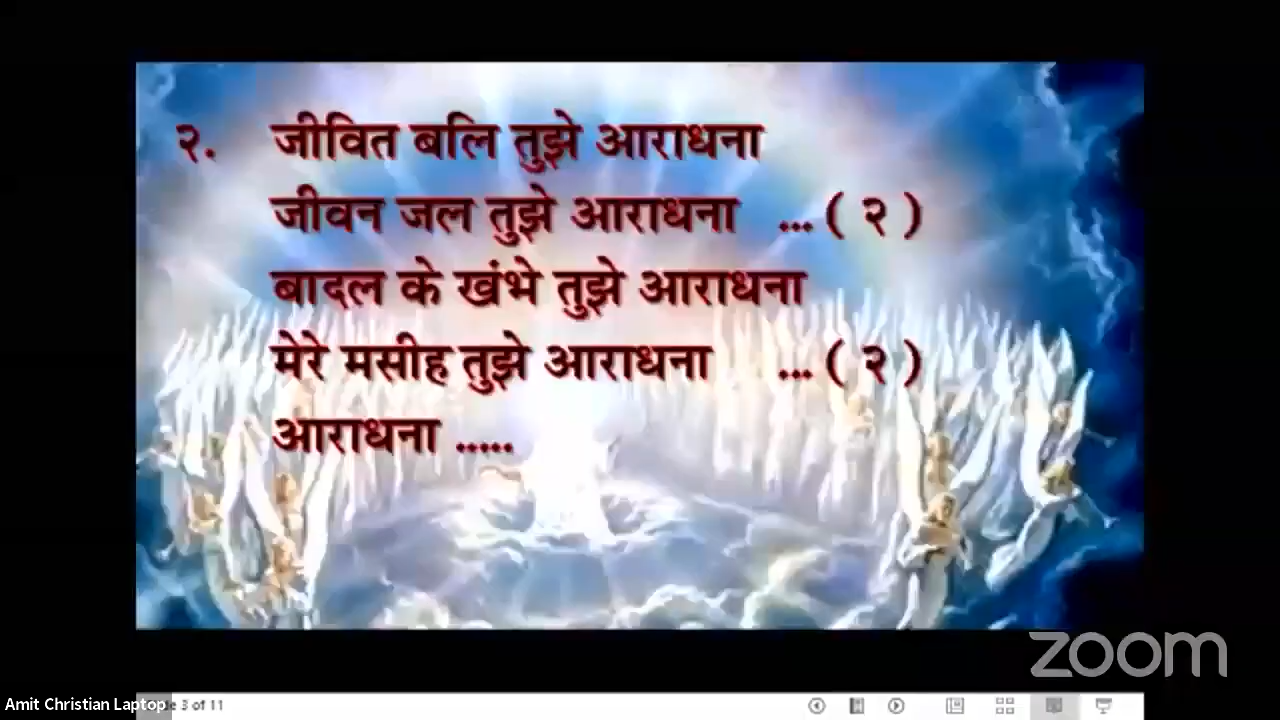 २. जीवित बलि तुझे आराधना
जीवन जल तुझे आराधना ...( २ )
बादल के खंभे तुझे आराधना
मेरे मसीह तुझे आराधना ...( २ )
आराधना .....
zoom
Amit Christian Laptop
3 of 11